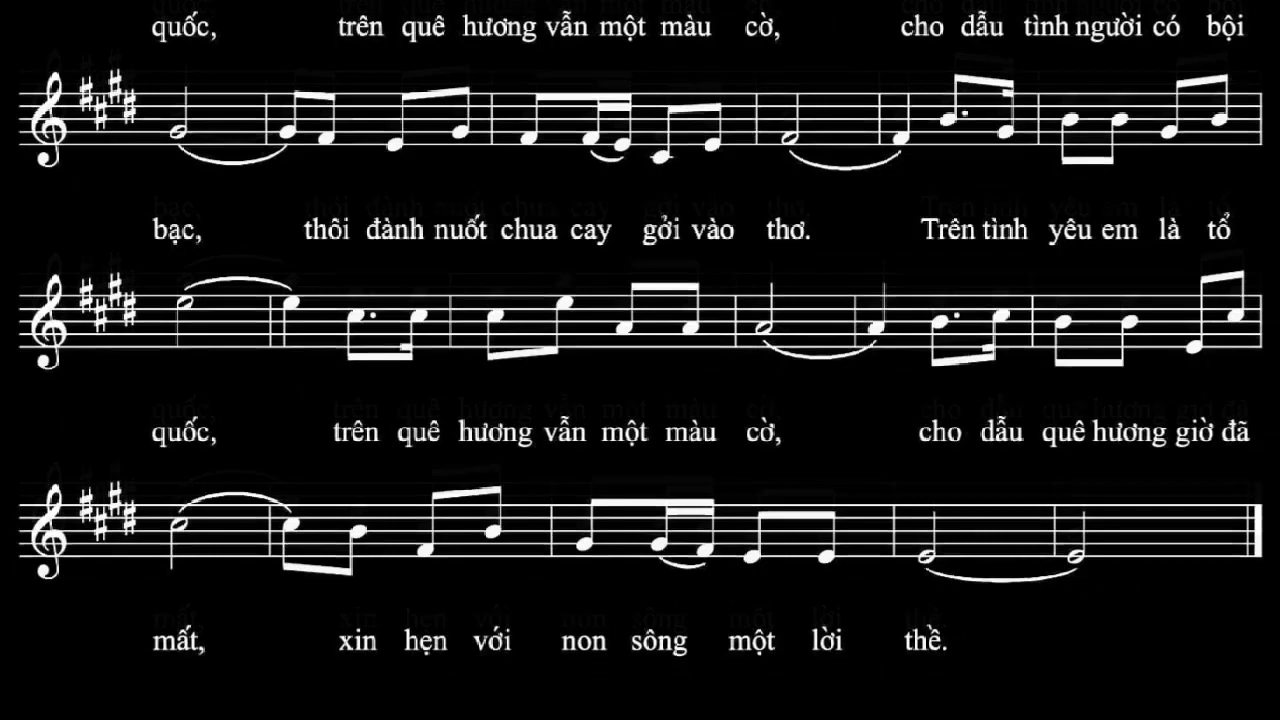 quốc, trên quê hương vẫn một màu cờ, cho dẫu tình người có bội
bạc, thôi đành nuốt chua cay gởi vào thơ. Trên tình yêu em là tổ
quốc, trên quê hương vẫn một màu cờ, cho dẫu quê hương giờ đã
mất, xin hẹn với non sông một lời thề.